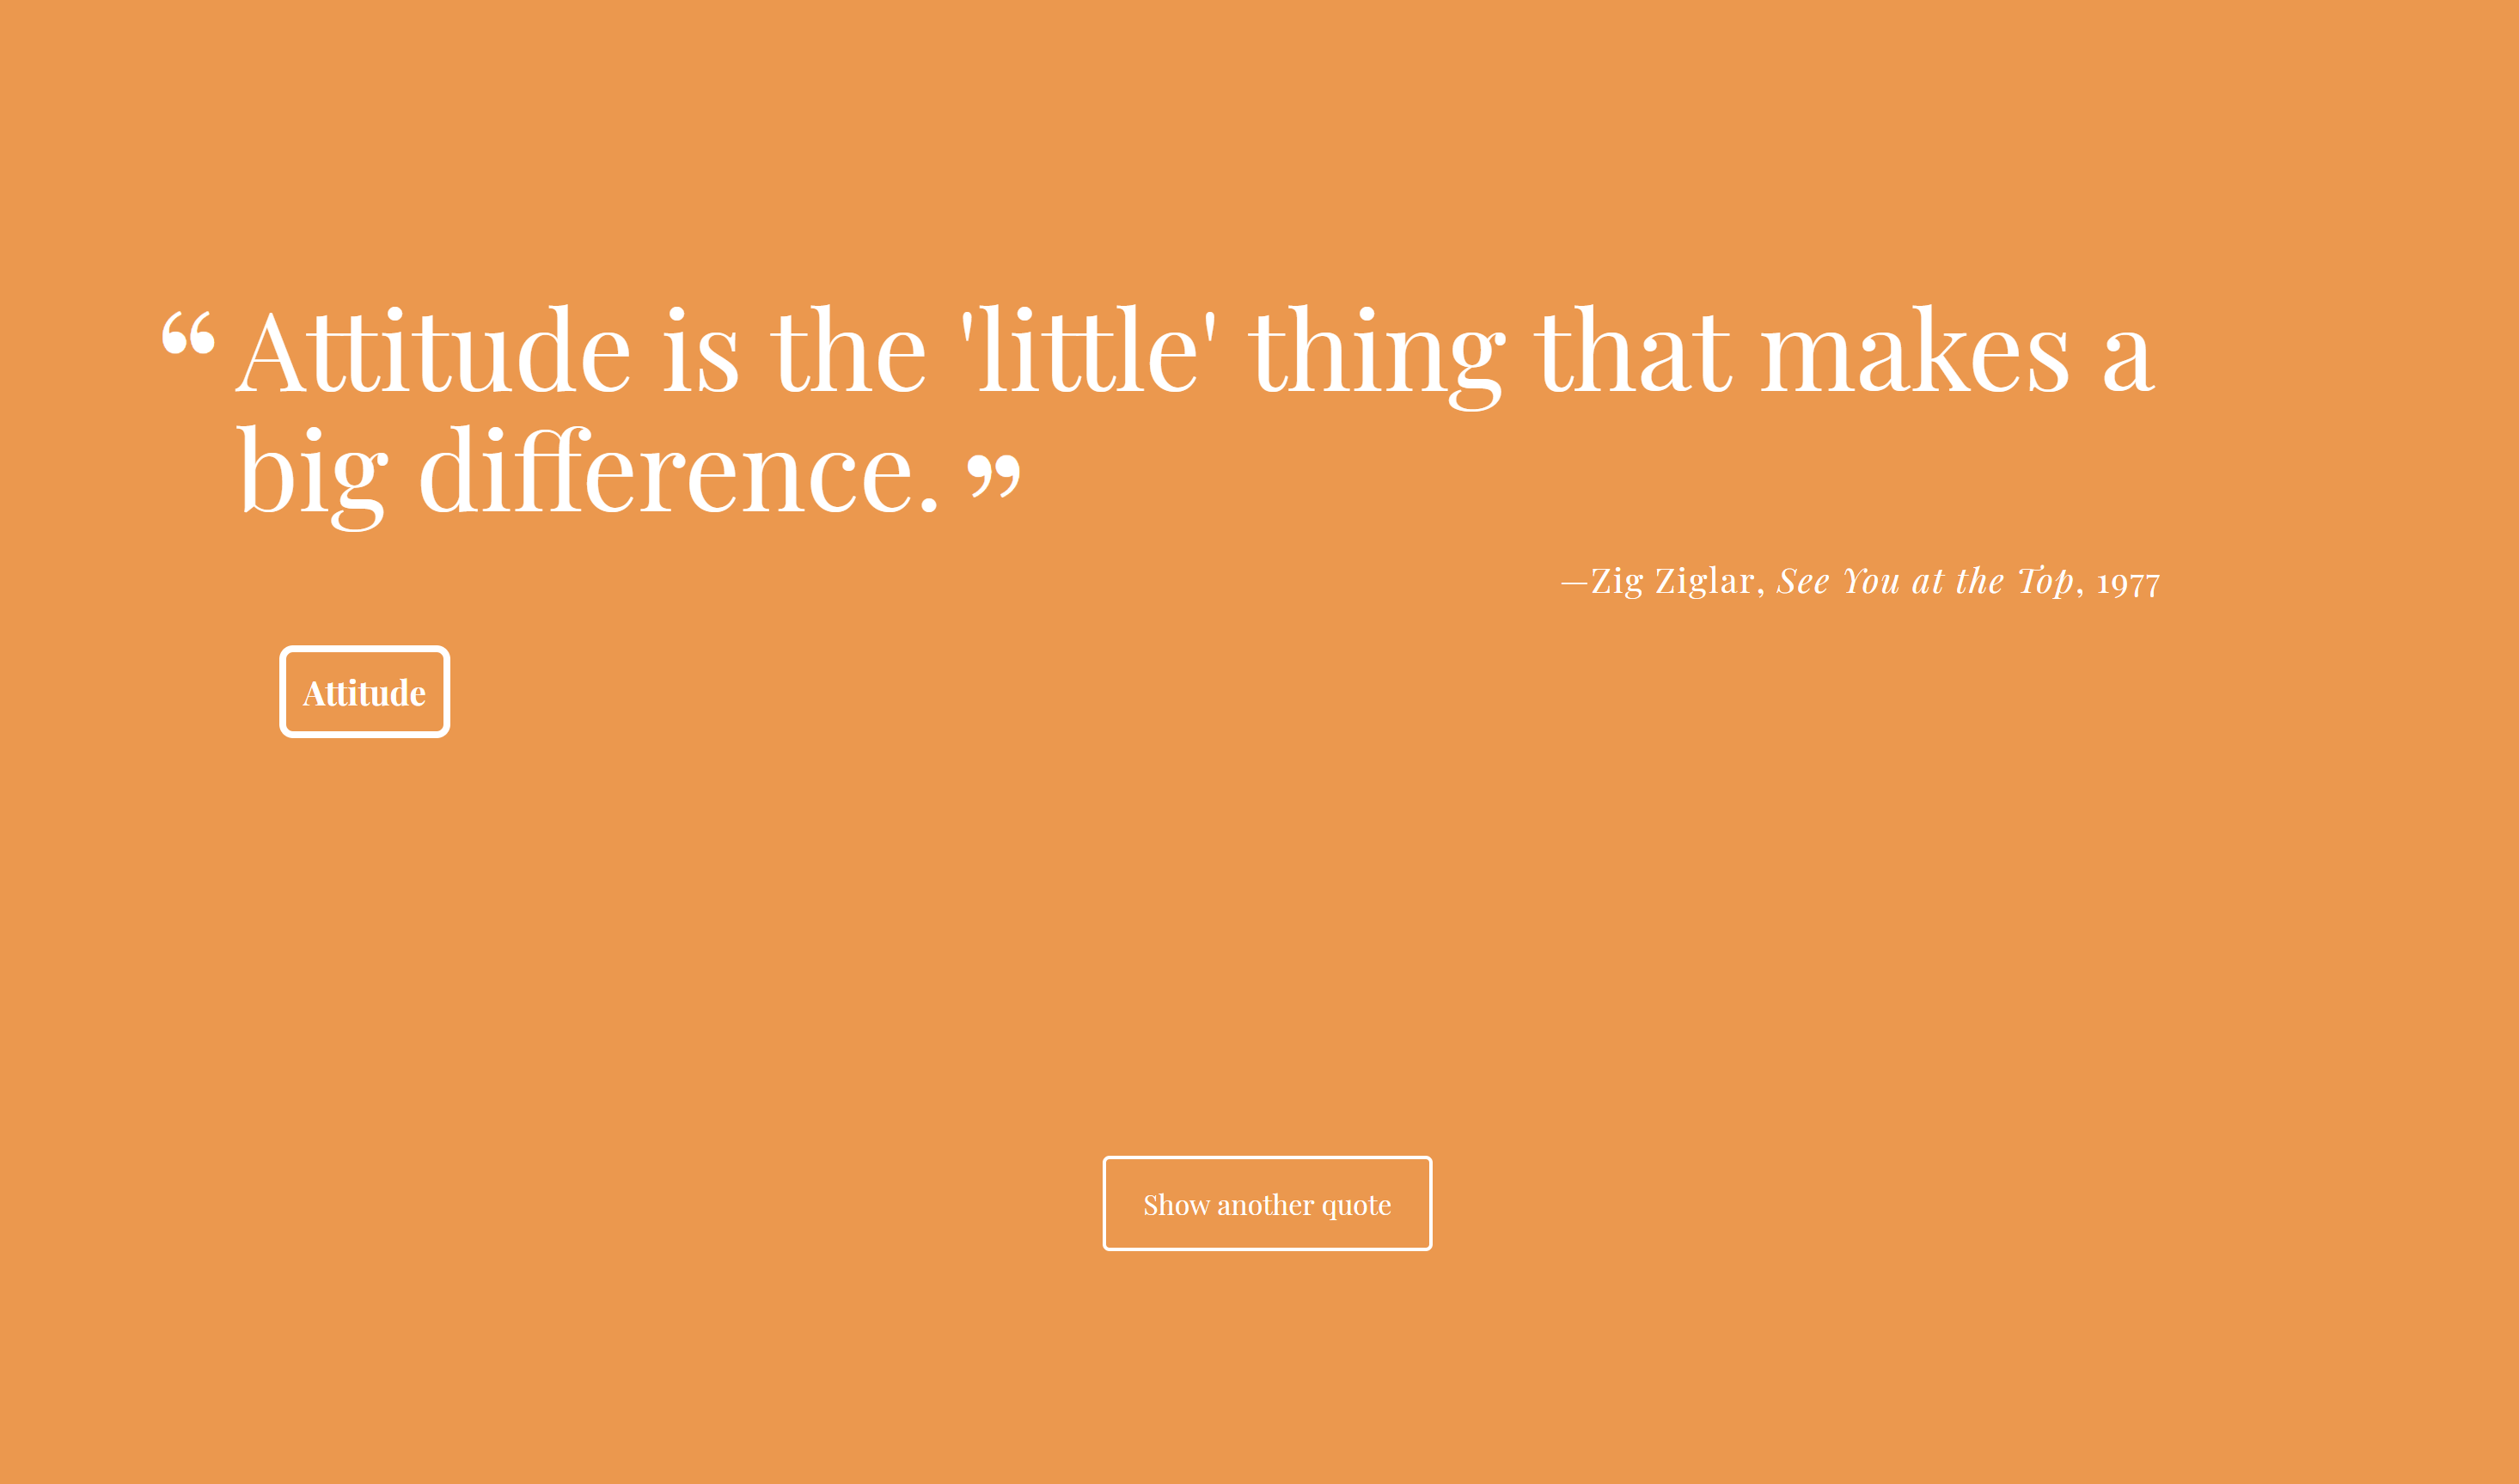 “Attitude is the 'little' thing that makes a
big difference.”
—Zig Ziglar, See You at the Top, 1977
Attitude
Show another quote